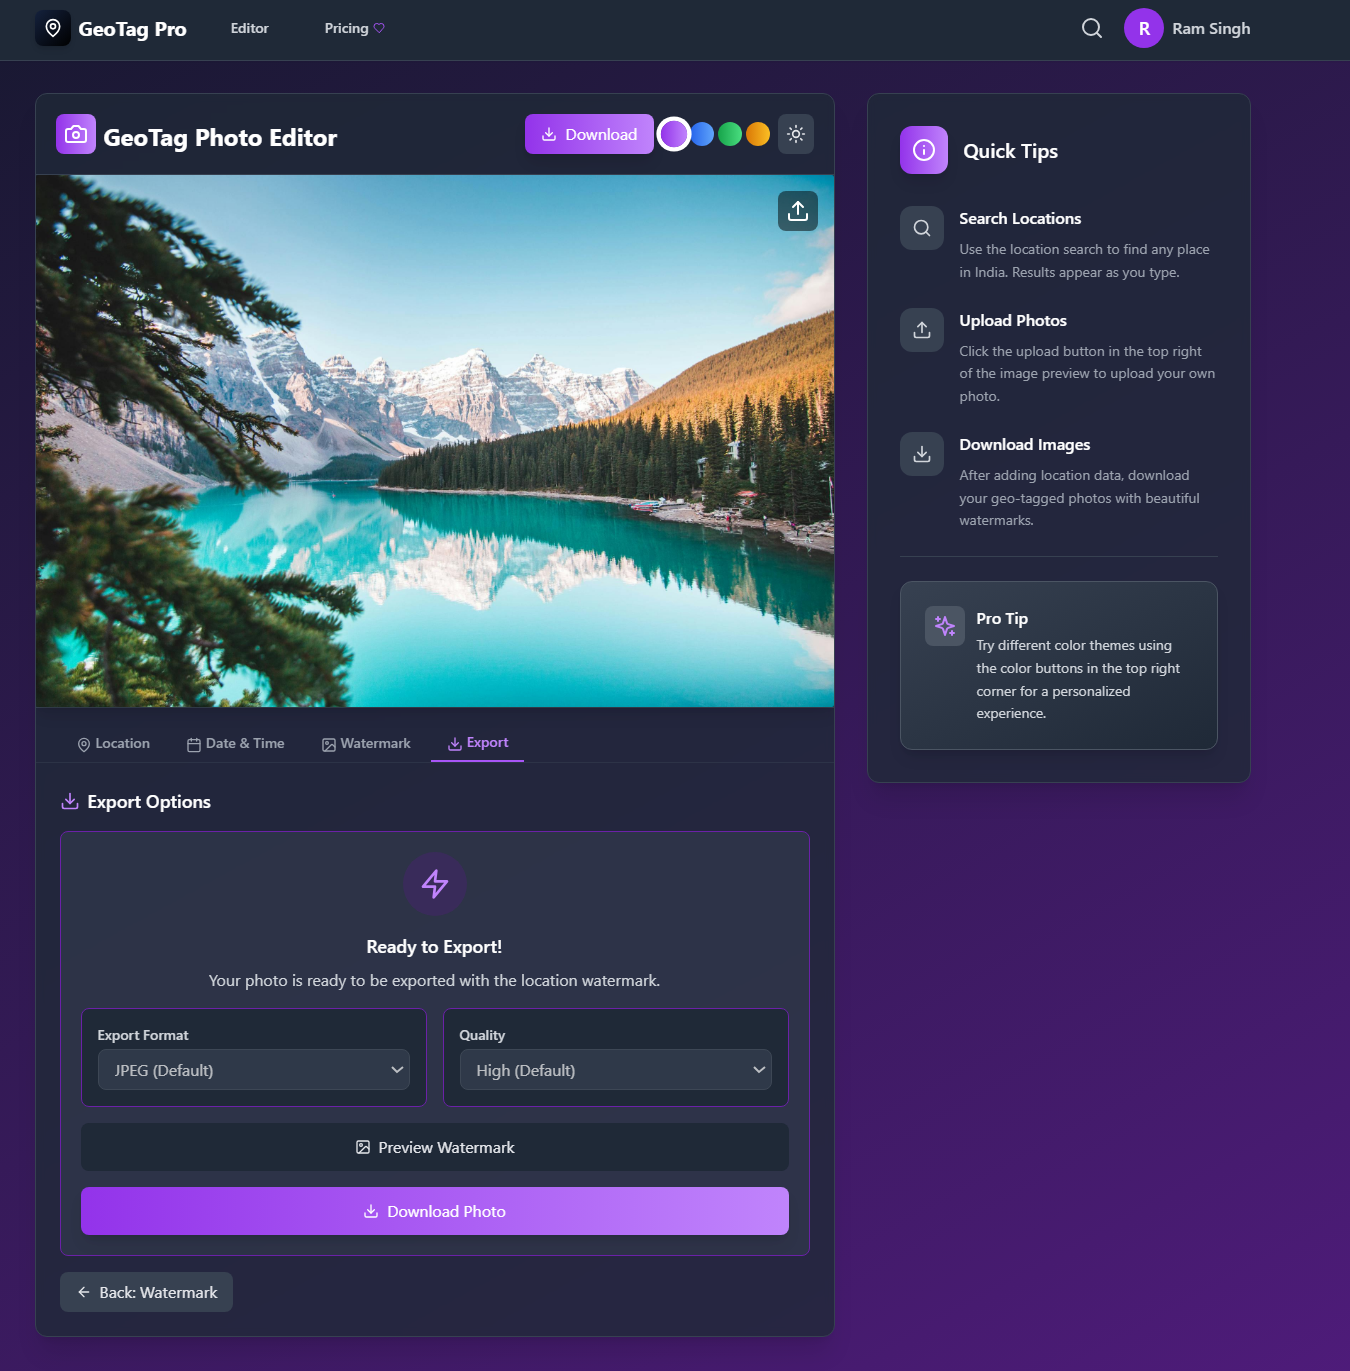 GeoTag Pro
Editor
Pricing
R
Ram Singh
GeoTag Photo Editor
Download
Location
Date & Time
Watermark
Export
Export Options
Ready to Export!
Your photo is ready to be exported with the location watermark.
Export Format
JPEG (Default)
Quality
High (Default)
Preview Watermark
Download Photo
Back: Watermark
Quick Tips
Search Locations
Use the location search to find any place
in India. Results appear as you type.
Upload Photos
Click the upload button in the top right
of the image preview to upload your own
photo.
Download Images
After adding location data, download
your geo-tagged photos with beautiful
watermarks.
Pro Tip
Try different color themes using
the color buttons in the top right
corner for a personalized
experience.